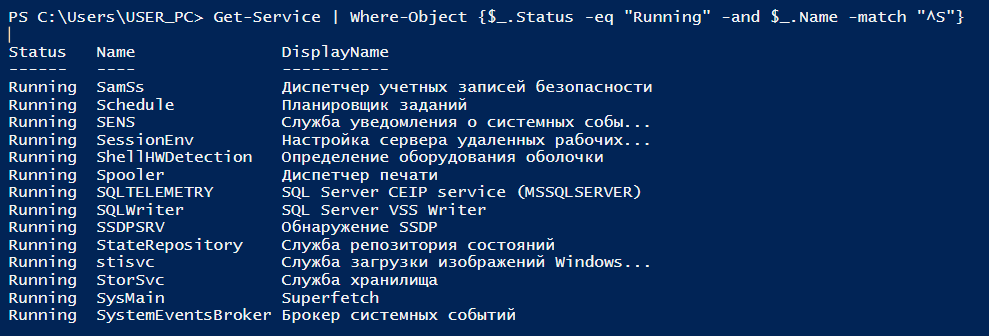 PS C:\Users\USER_PC> Get-Service | Where-Object {$_.Status -eq "Running" -and $_.Name -match "^S"}
Status   Name               DisplayName
------   ----               -----------
Running  SamSs              Диспетчер учетных записей безопасности
Running  Schedule           Планировщик заданий
Running  SENS               Служба уведомления о системных собы...
Running  SessionEnv         Настройка сервера удаленных рабочих...
Running  ShellHWDetection   Определение оборудования оболочки
Running  Spooler            Диспетчер печати
Running  SQLTELEMETRY       SQL Server CEIP service (MSSQLSERVER)
Running  SQLWriter          SQL Server VSS Writer
Running  SSDPSRV            Обнаружение SSDP
Running  StateRepository    Служба репозитория состояний
Running  stisvc             Служба загрузки изображений Windows...
Running  StorSvc            Служба хранилища
Running  SysMain            Superfetch
Running  SystemEventsBroker Брокер системных событий